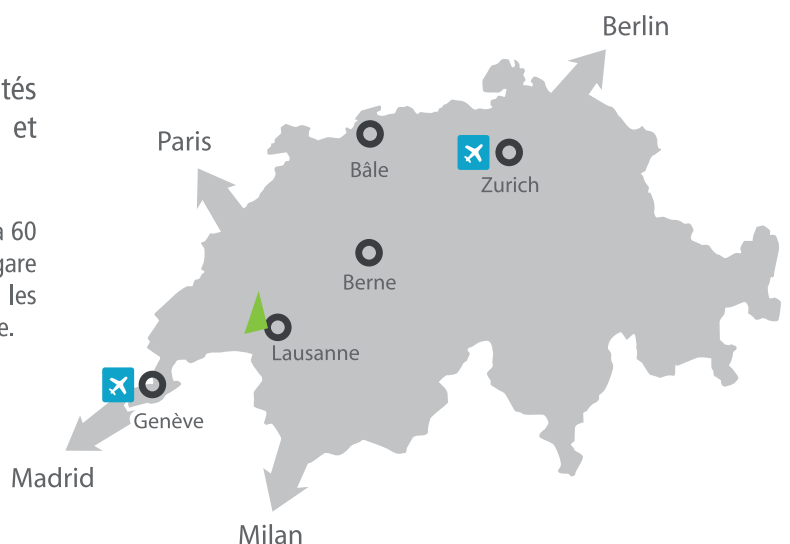 tés
et
à 60
gare
les
e.
Berlin
Paris
Bâle
Zurich
Berne
Lausanne
Genève
Madrid
Milan